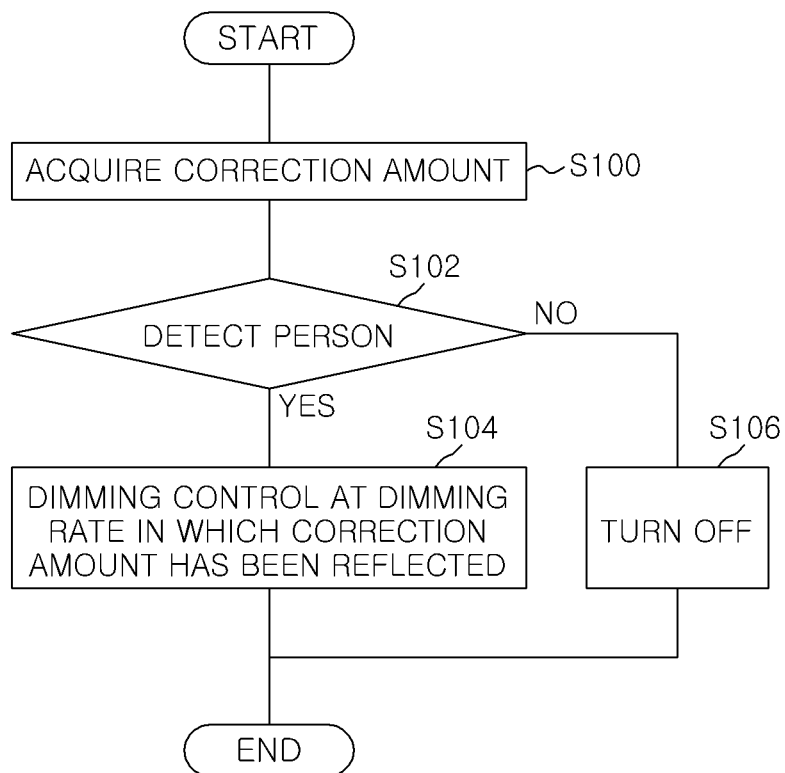 START
ACQUIRE CORRECTION AMOUNT
S100
S102
DETECT PERSON
NO
YES
S104
S106
DIMMING CONTROL AT DIMMING
RATE IN WHICH CORRECTION
AMOUNT HAS BEEN REFLECTED
TURN OFF
END